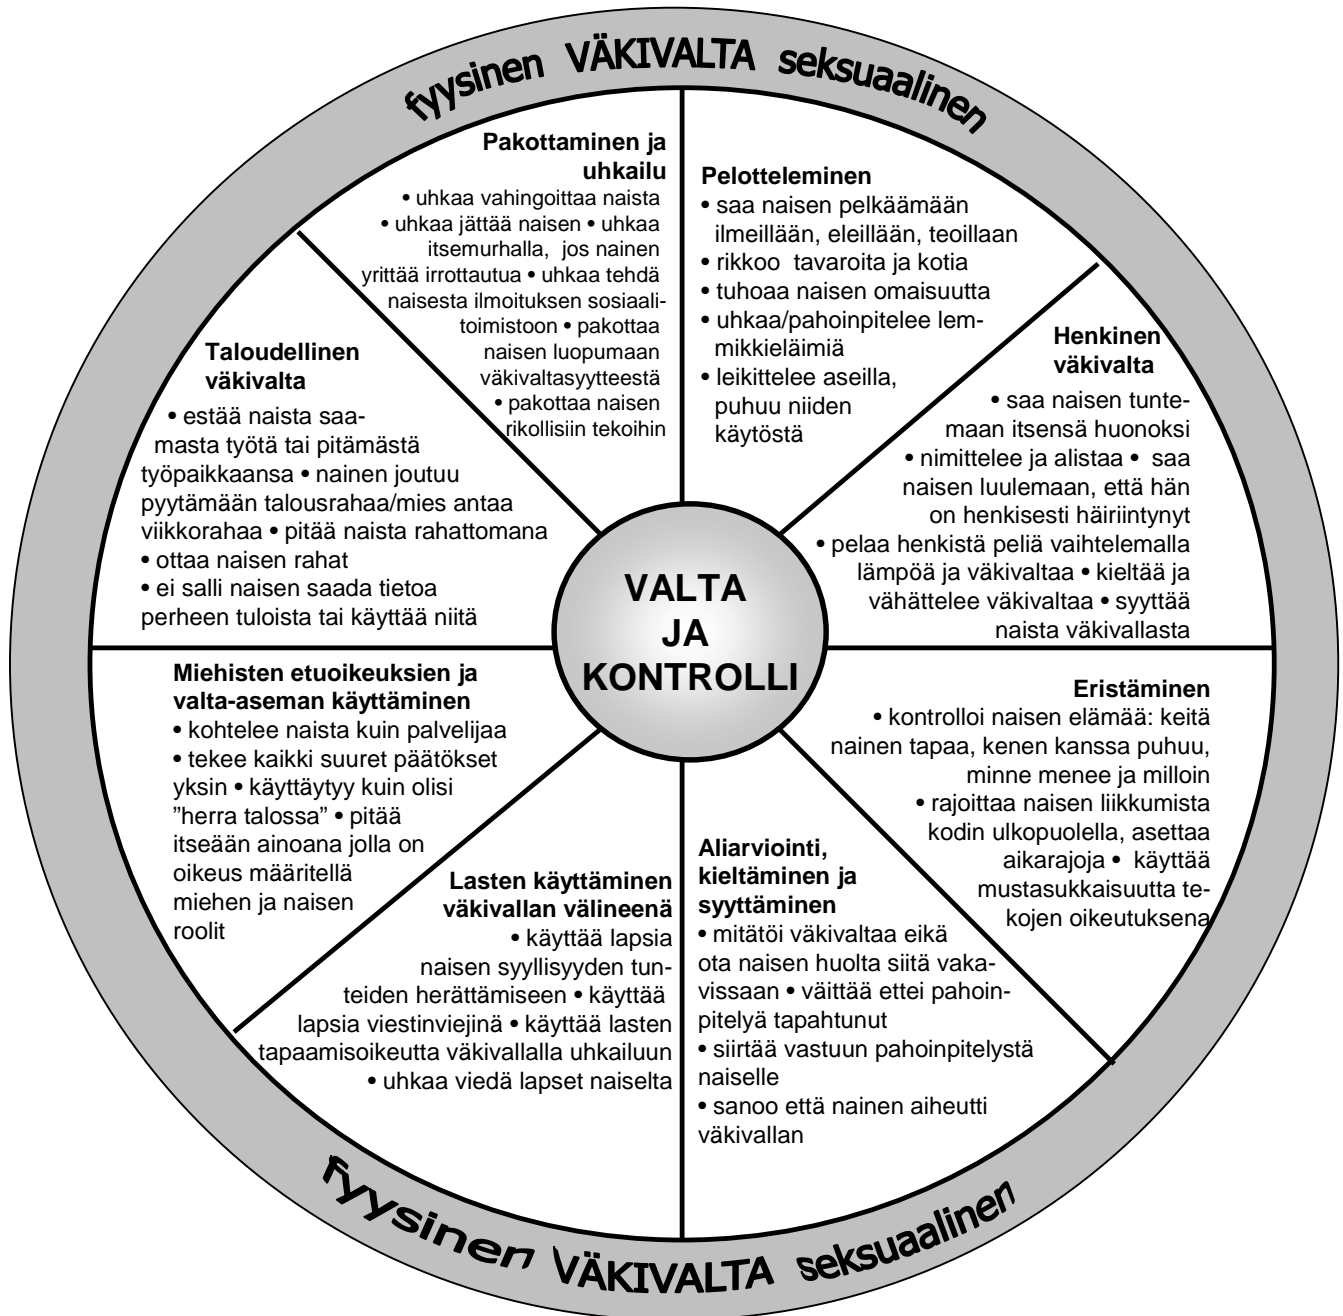 fyysinen VÄKIVALTA seksuaalinen
Pakottaminen ja
uhkailu
• uhkaa vahingoittaa naista
• uhkaa jättää naisen • uhkaa
itsemurhalla, jos nainen
yrittää irrottautua • uhkaa tehdä
naisesta ilmoituksen sosiaali-
toimistoon • pakottaa
naisen luopumaan
väkivaltasyytteestä
• pakottaa naisen
rikollisiin tekoihin
Pelotteleminen
• saa naisen pelkäämään
ilmeillään, eleillään, teoillaan
• rikkoo tavaroita ja kotia
• tuhoaa naisen omaisuutta
• uhkaa/pahoinpitelee lem-
mikkieläimiä
• leikittelee aseilla,
puhuu niiden
käytöstä
Henkinen
väkivalta
• saa naisen tunte-
maan itsensä huonoksi
• nimittelee ja alistaa • saa
naisen luulemaan, että hän
on henkisesti häiriintynyt
• pelaa henkistä peliä vaihtelemalla
lämpöä ja väkivaltaa • kieltää ja
vähättelee väkivaltaa • syyttää
naista väkivallasta
Taloudellinen
väkivalta
• estää naista saa-
masta työtä tai pitämästä
työpaikkaansa • nainen joutuu
pyytämään talousrahaa/mies antaa
viikkorahaa • pitää naista rahattomana
• ottaa naisen rahat
• ei salli naisen saada tietoa
perheen tuloista tai käyttää niitä
VALTA
JA
KONTROLLI
Miehisten etuoikeuksien ja
valta-aseman käyttäminen
• kohtelee naista kuin palvelijaa
• tekee kaikki suuret päätökset
yksin • käyttäytyy kuin olisi
”herra talossa” • pitää
itseään ainoana jolla on
oikeus määritellä
miehen ja naisen
roolit
Eristäminen
• kontrolloi naisen elämää: keitä
nainen tapaa, kenen kanssa puhuu,
minne menee ja milloin
• rajoittaa naisen liikkumista
kodin ulkopuolella, asettaa
aikarajoja • käyttää
mustasukkaisuutta te-
kojen oikeutuksena
Lasten käyttäminen
väkivallan välineenä
• käyttää lapsia
naisen syyllisyyden tun-
teiden herättämiseen • käyttää
lapsia viestinviejinä • käyttää lasten
tapaamisoikeutta väkivallalla uhkailuun
• uhkaa viedä lapset naiselta
Aliarviointi,
kieltäminen ja
syyttäminen
• mitätöi väkivaltaa eikä
ota naisen huolta siitä vaka-
vissaan • väittää ettei pahoin-
pitelyä tapahtunut
• siirtää vastuun pahoinpitelystä
naiselle
• sanoo että nainen aiheutti
väkivallan
fyysinen VÄKIVALTA seksuaalinen